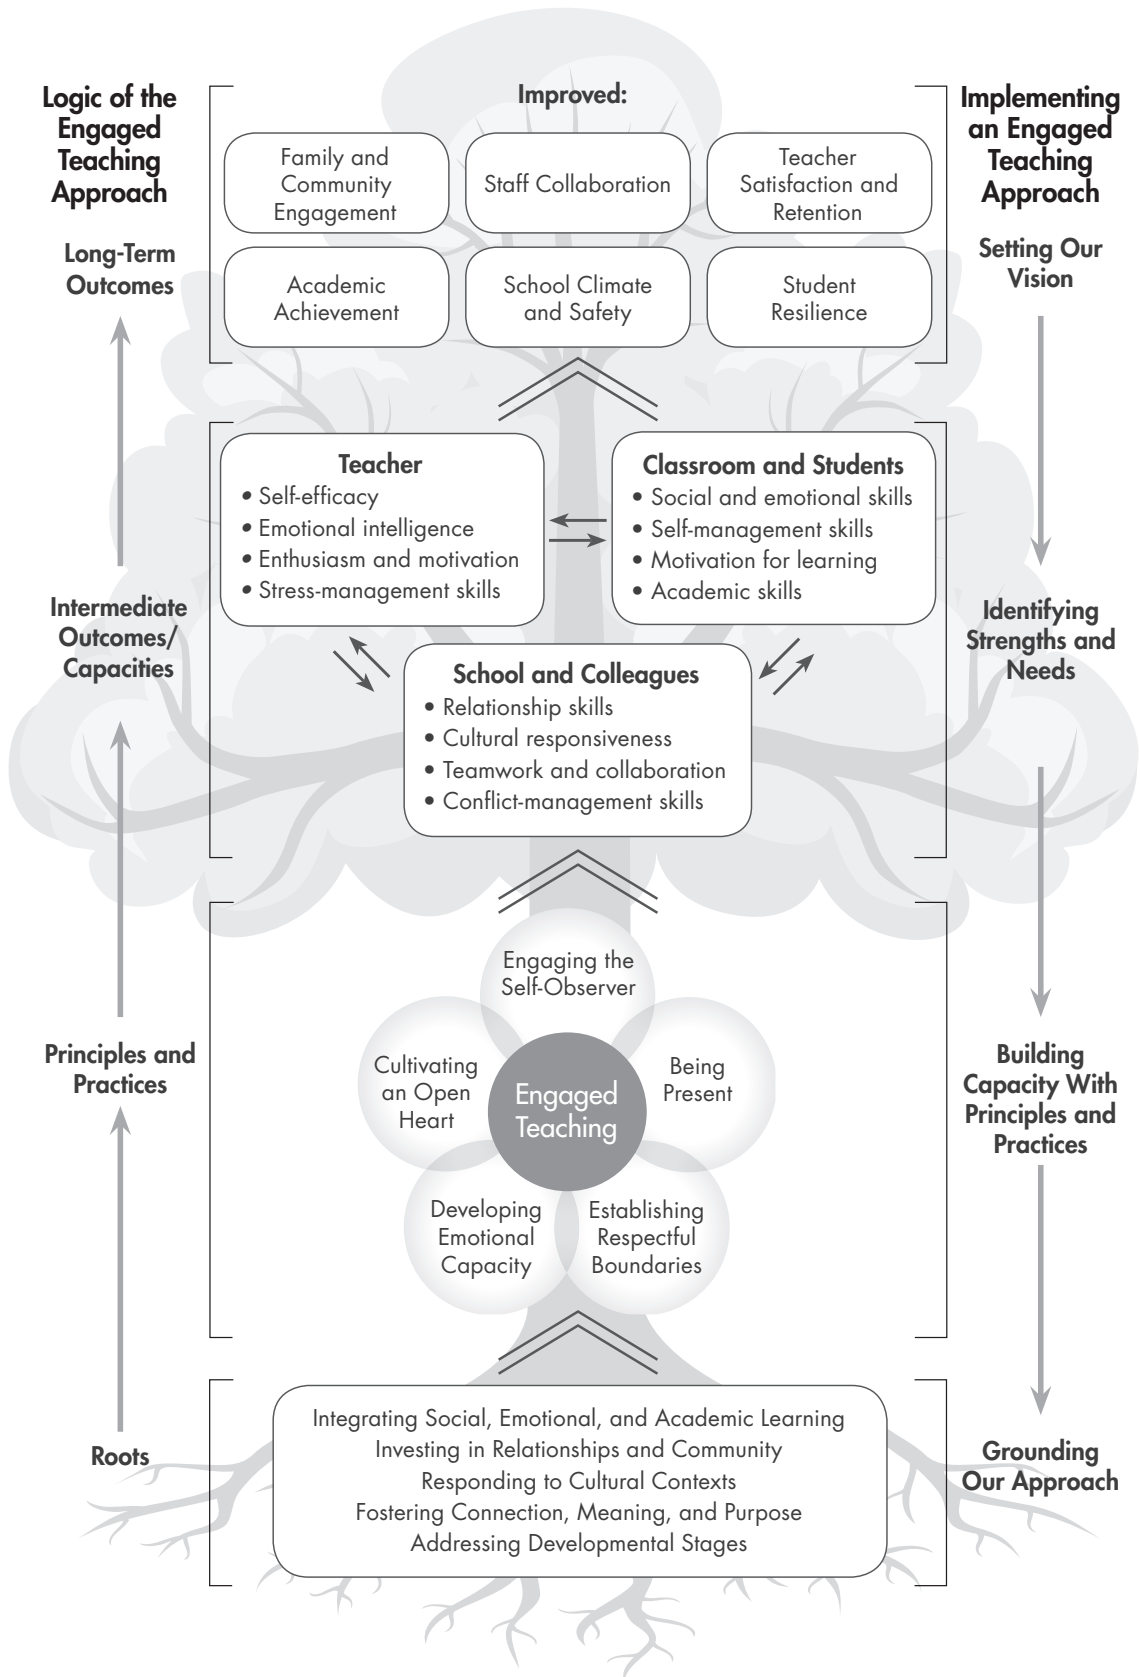 Logic of the
Engaged
Teaching
Approach
Long-Term
Outcomes
Intermediate
Outcomes/
Capacities
Principles and
Practices
Roots
Improved:
Family and
Community
Engagement
Staff Collaboration
Teacher
Satisfaction and
Retention
Academic
Achievement
School Climate
and Safety
Student
Resilience
Teacher
• Self-efficacy
• Emotional intelligence
• Enthusiasm and motivation
• Stress-management skills
Classroom and Students
• Social and emotional skills
• Self-management skills
• Motivation for learning
• Academic skills
School and Colleagues
• Relationship skills
• Cultural responsiveness
• Teamwork and collaboration
• Conflict-management skills
Engaging the
Self-Observer
Cultivating
an Open
Heart
Being
Present
Engaged
Teaching
Developing
Emotional
Capacity
Establishing
Respectful
Boundaries
Integrating Social, Emotional, and Academic Learning
Investing in Relationships and Community
Responding to Cultural Contexts
Fostering Connection, Meaning, and Purpose
Addressing Developmental Stages
Implementing
an Engaged
Teaching
Approach
Setting Our
Vision
Identifying
Strengths and
Needs
Building
Capacity With
Principles and
Practices
Grounding
Our Approach